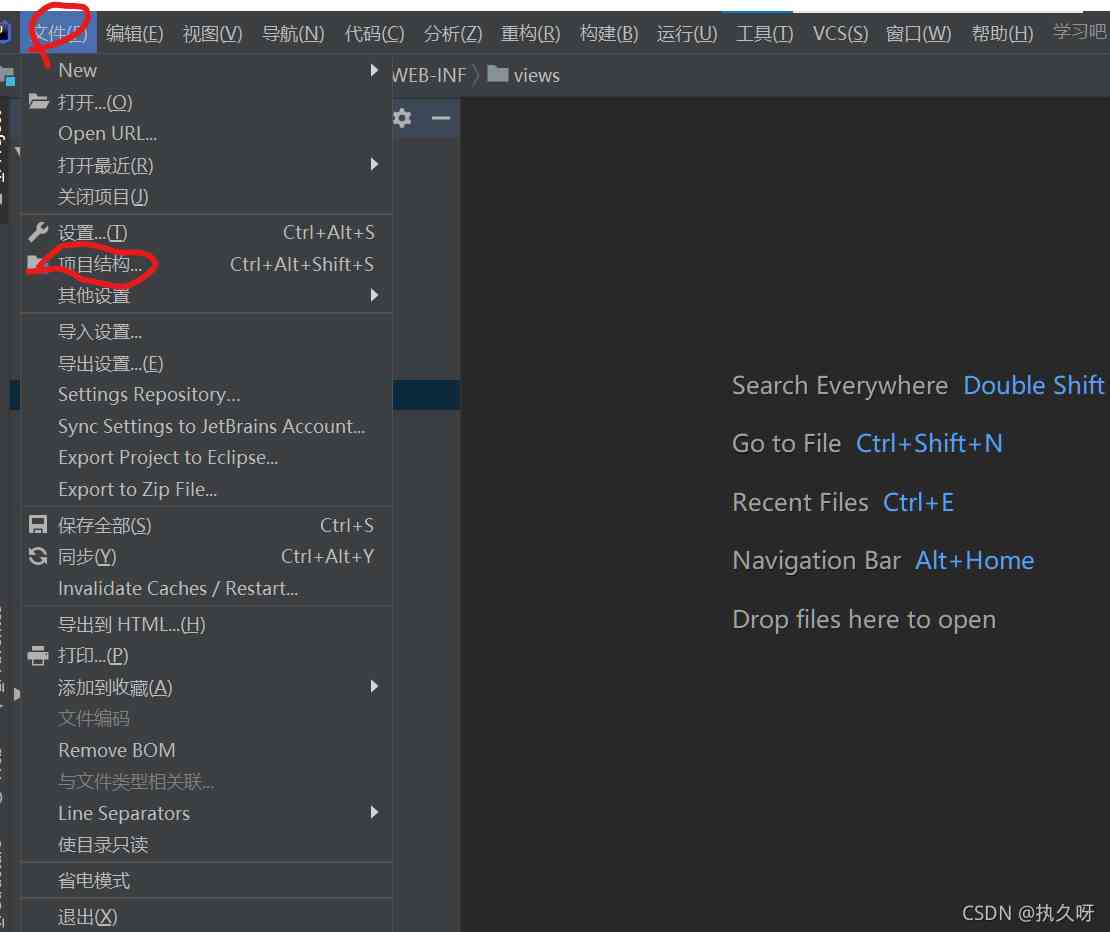 文件(F) 编辑(E) 视图(V) 导航(N) 代码(C) 分析(Z) 重构(R) 构建(B) 运行(U) 工具(T) VCS(S) 窗口(W) 帮助(H) 学习吧
WEB-INF 〉 views
New
打开...(O)
Open URL...
打开最近(R)
关闭项目(J)
设置...(T) Ctrl+Alt+S
项目结构... Ctrl+Alt+Shift+S
其他设置
导入设置...
导出设置...(E)
Settings Repository...
Sync Settings to JetBrains Account...
Export Project to Eclipse...
Export to Zip File...
保存全部(S) Ctrl+S
同步(Y) Ctrl+Alt+Y
Invalidate Caches / Restart...
导出到 HTML...(H)
打印...(P)
添加到收藏(A)
文件编码
Remove BOM
与文件类型相关联...
Line Separators
使目录只读
省电模式
退出(X)
Search Everywhere Double Shift
Go to File Ctrl+Shift+N
Recent Files Ctrl+E
Navigation Bar Alt+Home
Drop files here to open
CSDN @执久呀